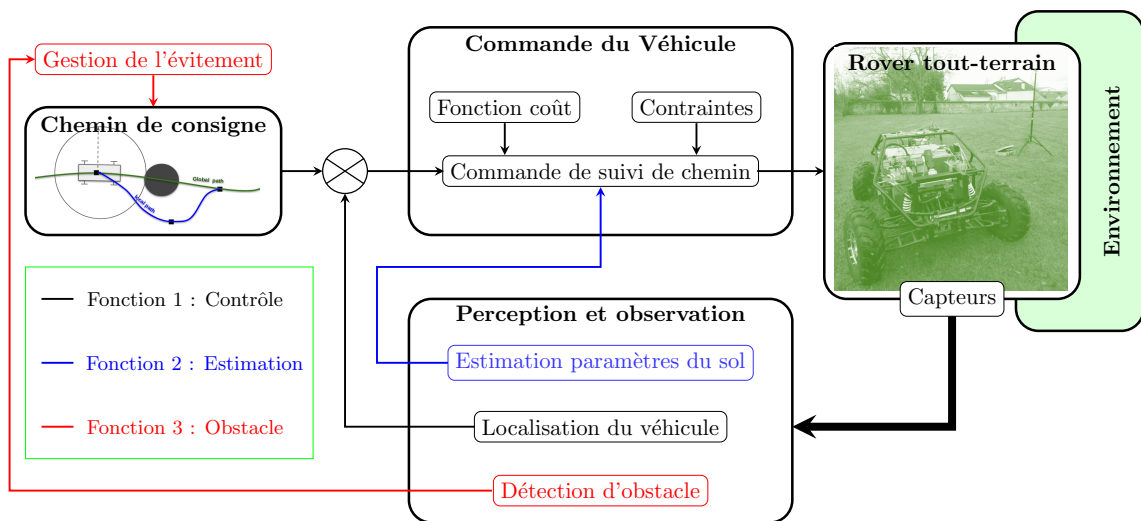 Gestion de l'évitement
Chemin de consigne
Global path
local path
Commande du Véhicule
Fonction coût
Contraintes
Commande de suivi de chemin
Rover tout-terrain
Capteurs
Environnement
Fonction 1 : Contrôle
Fonction 2 : Estimation
Fonction 3 : Obstacle
Perception et observation
Estimation paramètres du sol
Localisation du véhicule
Détection d'obstacle